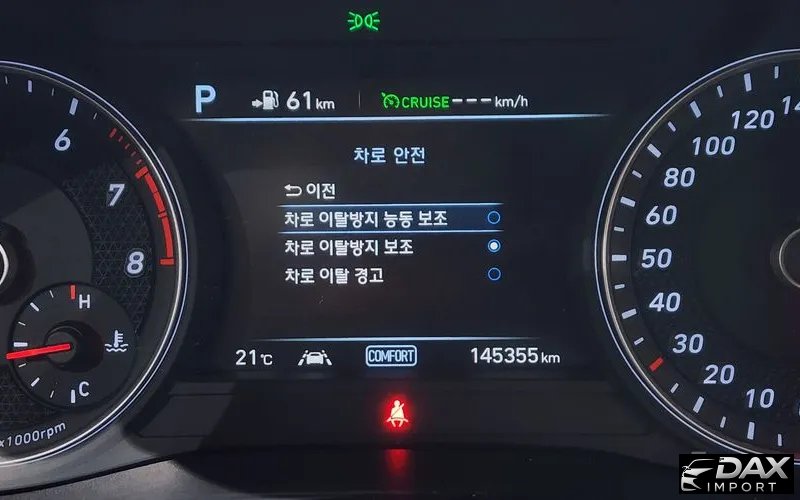 P 61 km CRUISE --- km/h
차로 안전
이전
차로 이탈방지 능동 보조
차로 이탈방지 보조
차로 이탈 경고
21℃ COMFORT 145355 km
6
7
8
H
C
x1000rpm
120
100
80
60
50
40
30
20
10
DAX
IMPORT